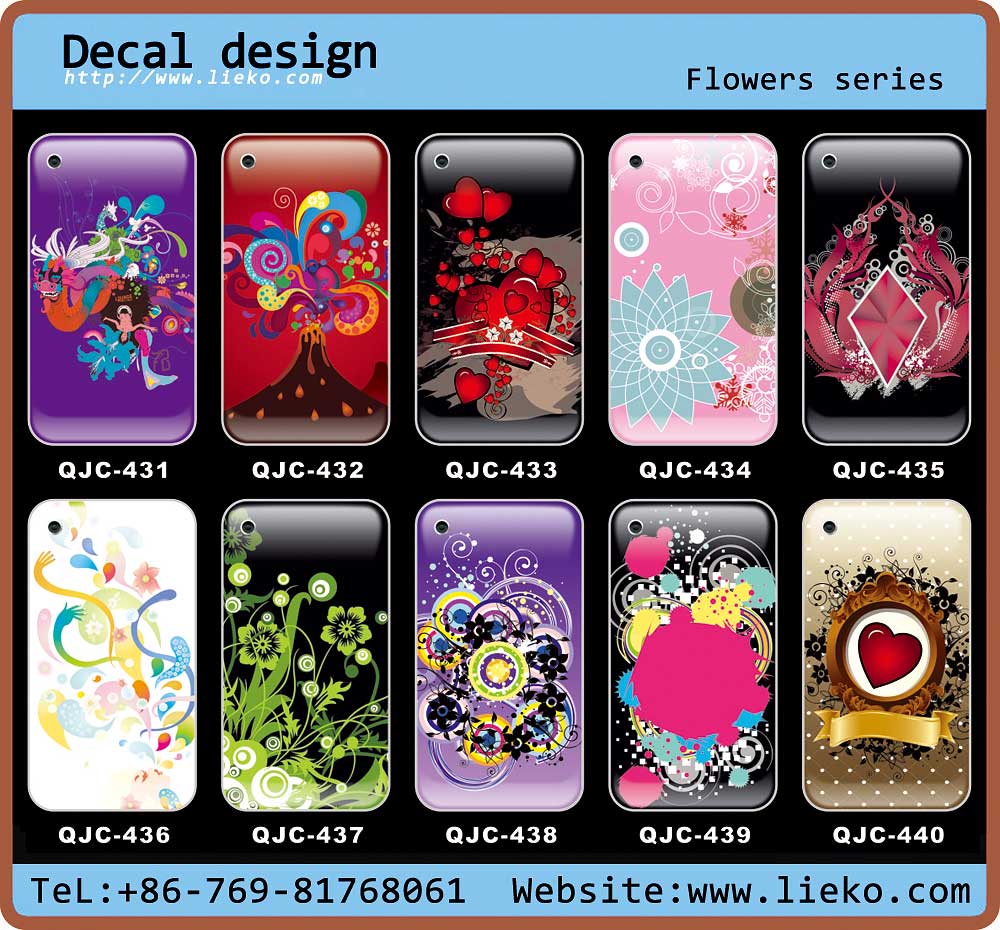 Decal design
http://www.lieko.com
Flowers series
QJC-431 QJC-432 QJC-433 QJC-434 QJC-435
QJC-436 QJC-437 QJC-438 QJC-439 QJC-440
TeL:+86-769-81768061 Website:www.lieko.com